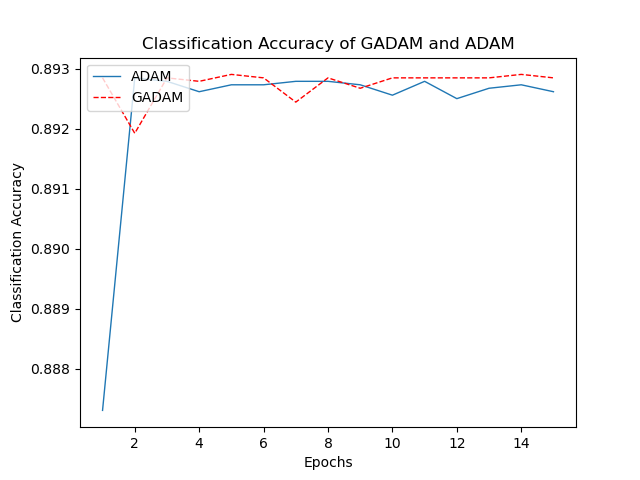 Classification Accuracy of GADAM and ADAM
ADAM
GADAM
Classification Accuracy
0.893
0.892
0.891
0.890
0.889
0.888
2 4 6 8 10 12 14
Epochs